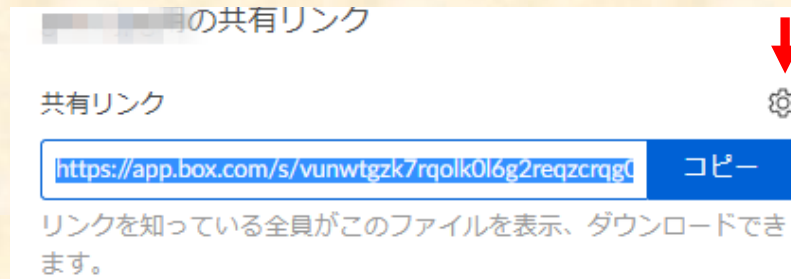 の共有リンク
共有リンク
https://app.box.com/s/vunwtgzk7rqolk0l6g2reqzcrqg0 コピー
リンクを知っている全員がこのファイルを表示、ダウンロードでき
ます。